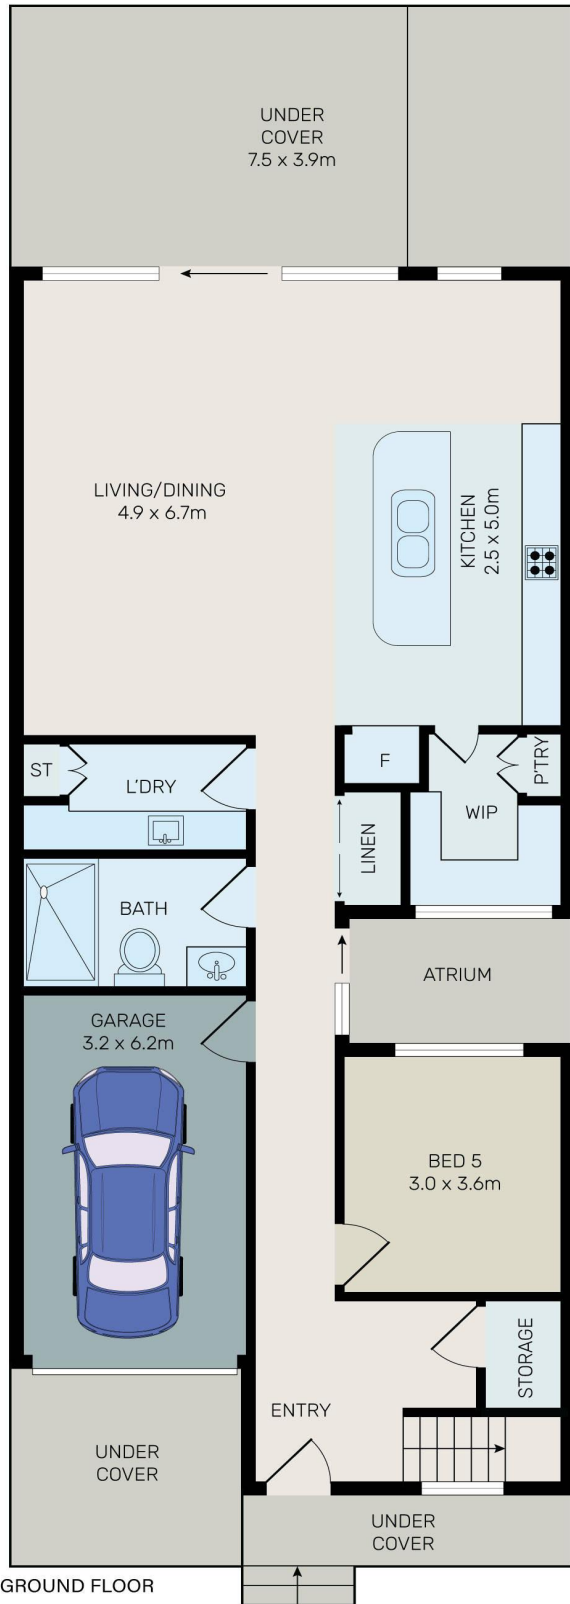 UNDER
COVER
7.5 x 3.9m
LIVING/DINING
4.9 x 6.7m
KITCHEN
2.5 x 5.0m
ST
L'DRY
F
P'TRY
WIP
LINEN
BATH
ATRIUM
GARAGE
3.2 x 6.2m
BED 5
3.0 x 3.6m
STORAGE
ENTRY
UNDER
COVER
UNDER
COVER
GROUND FLOOR